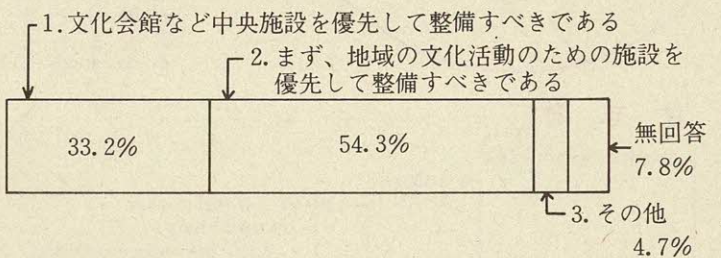 1.文化会館など中央施設を優先して整備すべきである
2.まず、地域の文化活動のための施設を
優先して整備すべきである
33.2%
54.3%
無回答
7.8%
3.その他
4.7%